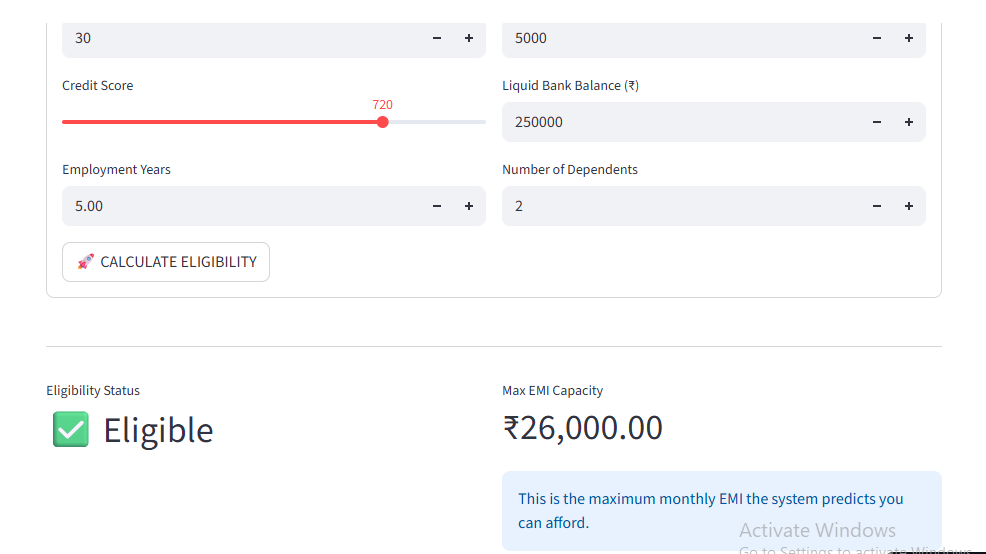 30 − +
5000 − +
Credit Score
720
Liquid Bank Balance (₹)
250000 − +
Employment Years
5.00 − +
Number of Dependents
2 − +
🚀 CALCULATE ELIGIBILITY
Eligibility Status
✅ Eligible
Max EMI Capacity
₹26,000.00
This is the maximum monthly EMI the system predicts you
can afford.
Activate Windows
Go to Settings to activate Windows.